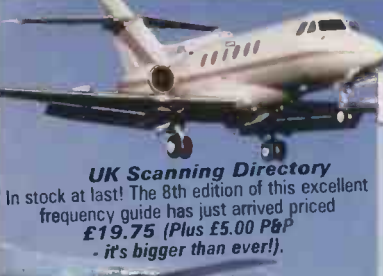 UK Scanning Directory
In stock at last! The 8th edition of this excellent
frequency guide has just arrived priced
£19.75 (Plus £5.00 P&P
- it's bigger than ever!).